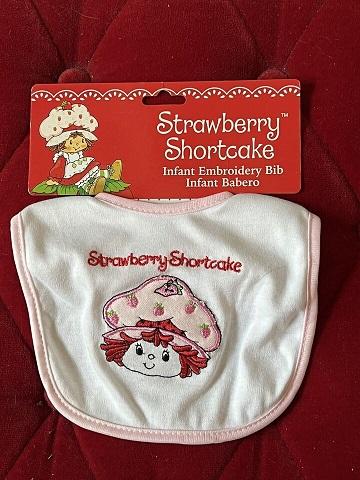 Strawberry™
Shortcake
Infant Embroidery Bib
Infant Babero
Strawberry Shortcake